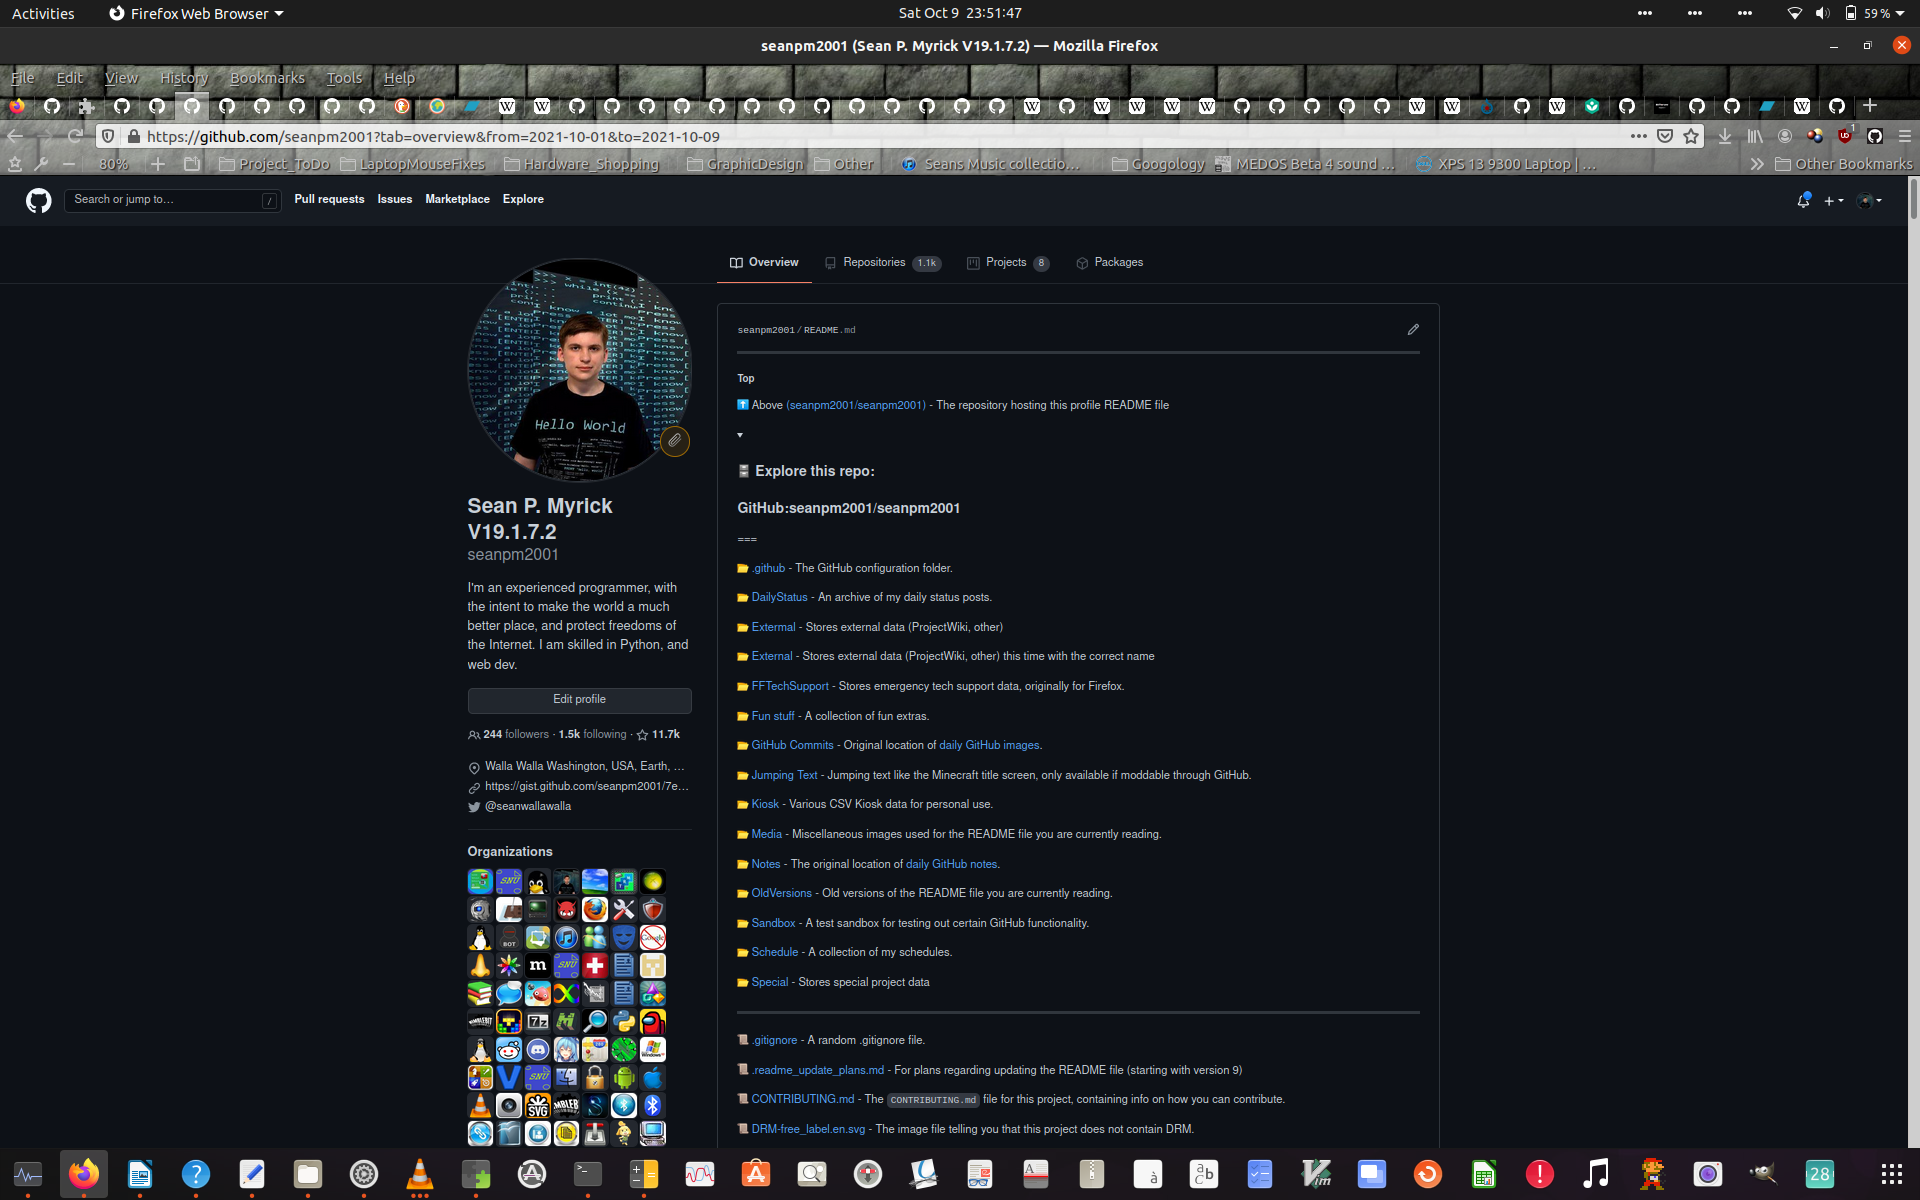 Activities
Firefox Web Browser
Sat Oct 9 23:51:47
59 %
seanpm2001 (Sean P. Myrick V19.1.7.2) — Mozilla Firefox
File Edit View History Bookmarks Tools Help
https://github.com/seanpm2001?tab=overview&from=2021-10-01&to=2021-10-09
80%
Project_ToDo
LaptopMouseFixes
Hardware_Shopping
GraphicDesign
Other
Seans Music collectio…
Googology
MEDOS Beta 4 sound …
XPS 13 9300 Laptop | …
Other Bookmarks
Search or jump to…
/
Pull requests
Issues
Marketplace
Explore
Overview
Repositories 1.1k
Projects 8
Packages
Hello World
Sean P. Myrick
V19.1.7.2
seanpm2001
I'm an experienced programmer, with
the intent to make the world a much
better place, and protect freedoms of
the Internet. I am skilled in Python, and
web dev.
Edit profile
244 followers · 1.5k following · 11.7k
Walla Walla Washington, USA, Earth, …
https://gist.github.com/seanpm2001/7e…
@seanwallawalla
Organizations
seanpm2001/README.md
Top
Above (seanpm2001/seanpm2001) - The repository hosting this profile README file
Explore this repo:
GitHub:seanpm2001/seanpm2001
===
.github - The GitHub configuration folder.
DailyStatus - An archive of my daily status posts.
Extermal - Stores external data (ProjectWiki, other)
External - Stores external data (ProjectWiki, other) this time with the correct name
FFTechSupport - Stores emergency tech support data, originally for Firefox.
Fun stuff - A collection of fun extras.
GitHub Commits - Original location of daily GitHub images.
Jumping Text - Jumping text like the Minecraft title screen, only available if moddable through GitHub.
Kiosk - Various CSV Kiosk data for personal use.
Media - Miscellaneous images used for the README file you are currently reading.
Notes - The original location of daily GitHub notes.
OldVersions - Old versions of the README file you are currently reading.
Sandbox - A test sandbox for testing out certain GitHub functionality.
Schedule - A collection of my schedules.
Special - Stores special project data
.gitignore - A random .gitignore file.
.readme_update_plans.md - For plans regarding updating the README file (starting with version 9)
CONTRIBUTING.md - The CONTRIBUTING.md file for this project, containing info on how you can contribute.
DRM-free_label.en.svg - The image file telling you that this project does not contain DRM.
28